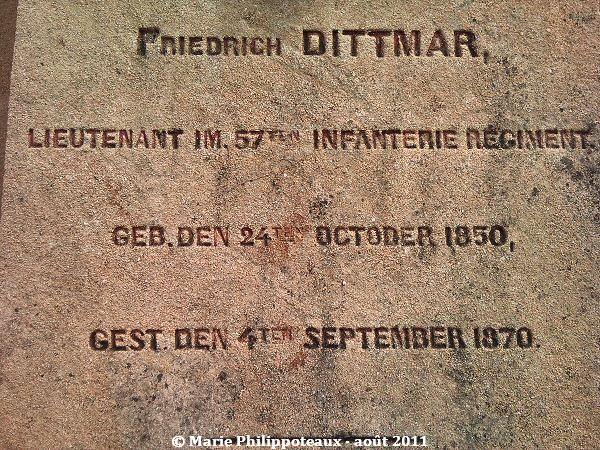 FRIEDRICH DITTMAR,
LIEUTENANT IM. 57TEN INFANTERIE REGIMENT.
GEB. DEN 24TEN OCTOBER 1850,
GEST. DEN 4TEN SEPTEMBER 1870.
© Marie Philippoteaux - août 2011